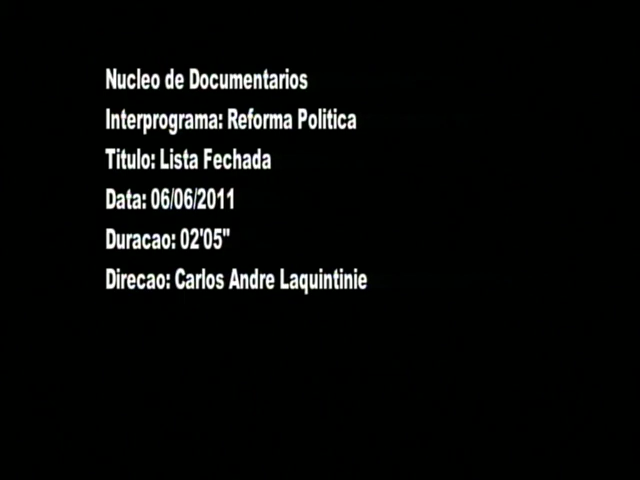 Nucleo de Documentarios
Interprograma: Reforma Politica
Titulo: Lista Fechada
Data: 06/06/2011
Duracao: 02'05"
Direcao: Carlos Andre Laquintinie